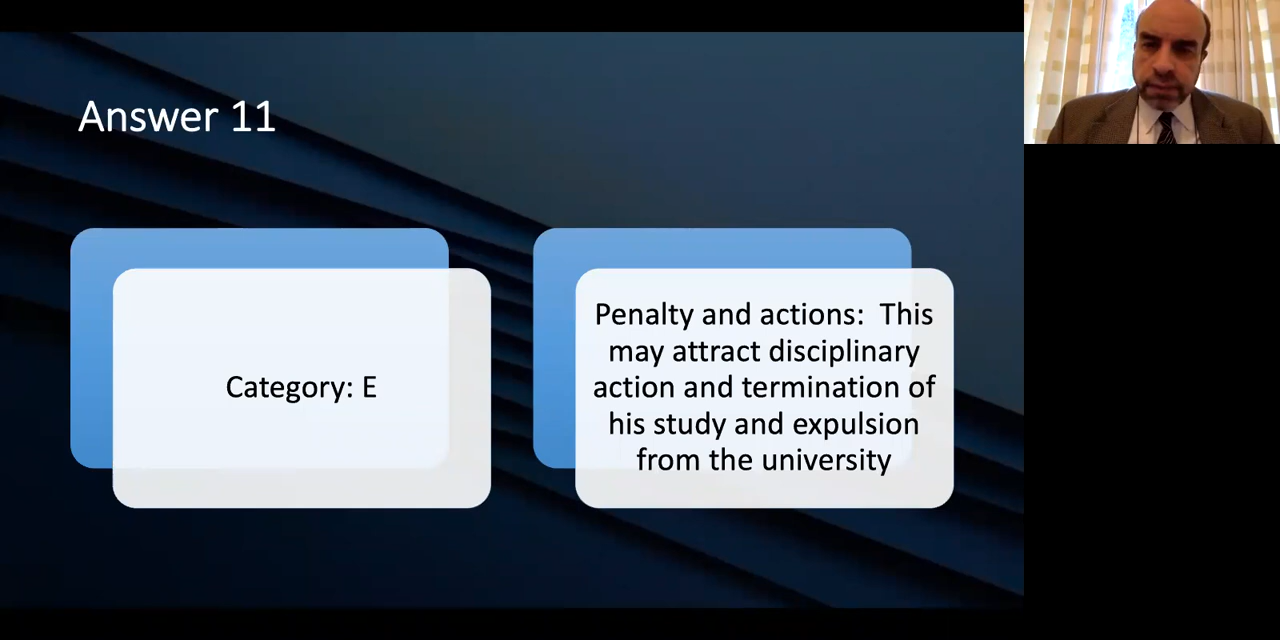 Answer 11
Category: E
Penalty and actions:  This
may attract disciplinary
action and termination of
his study and expulsion
from the university